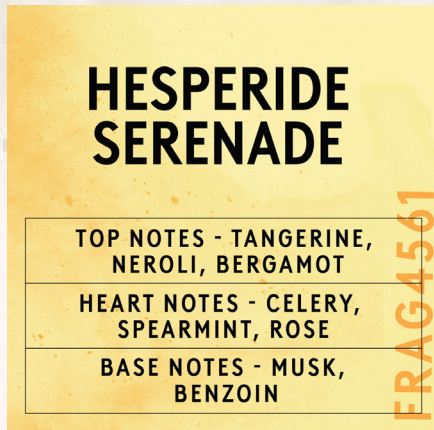 HESPERIDE
SERENADE
TOP NOTES - TANGERINE,
NEROLI, BERGAMOT
HEART NOTES - CELERY,
SPEARMINT, ROSE
BASE NOTES - MUSK,
BENZOIN
FRAG4561